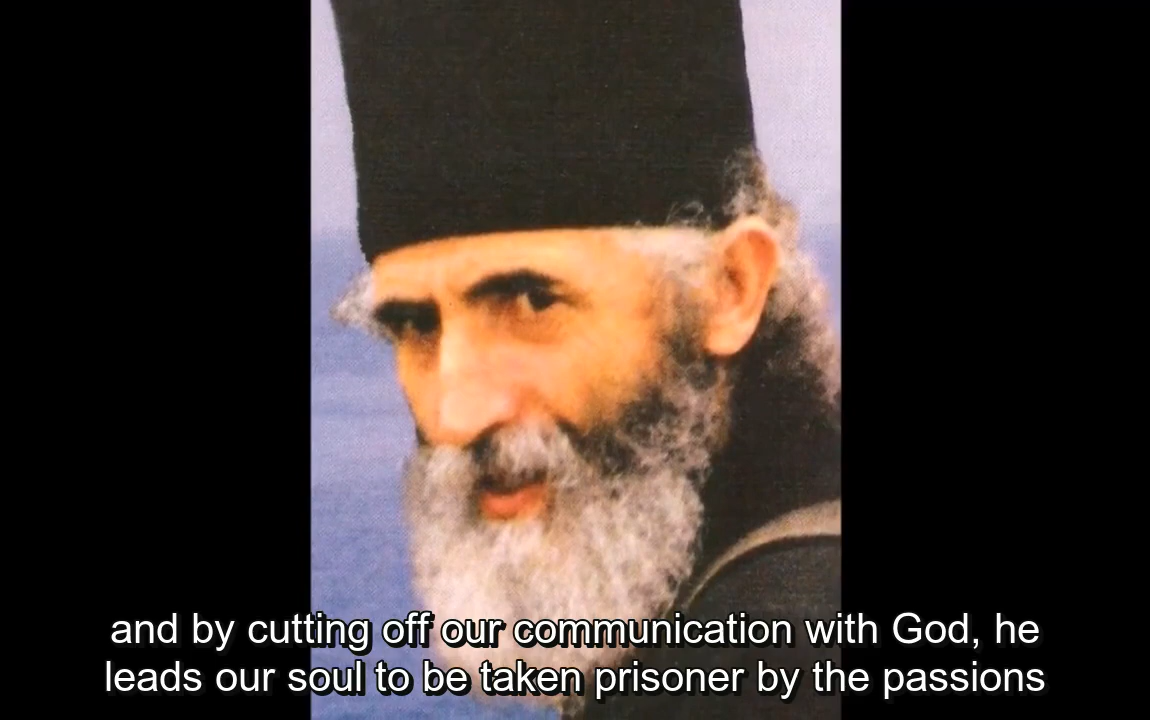 and by cutting off our communication with God, he
leads our soul to be taken prisoner by the passions